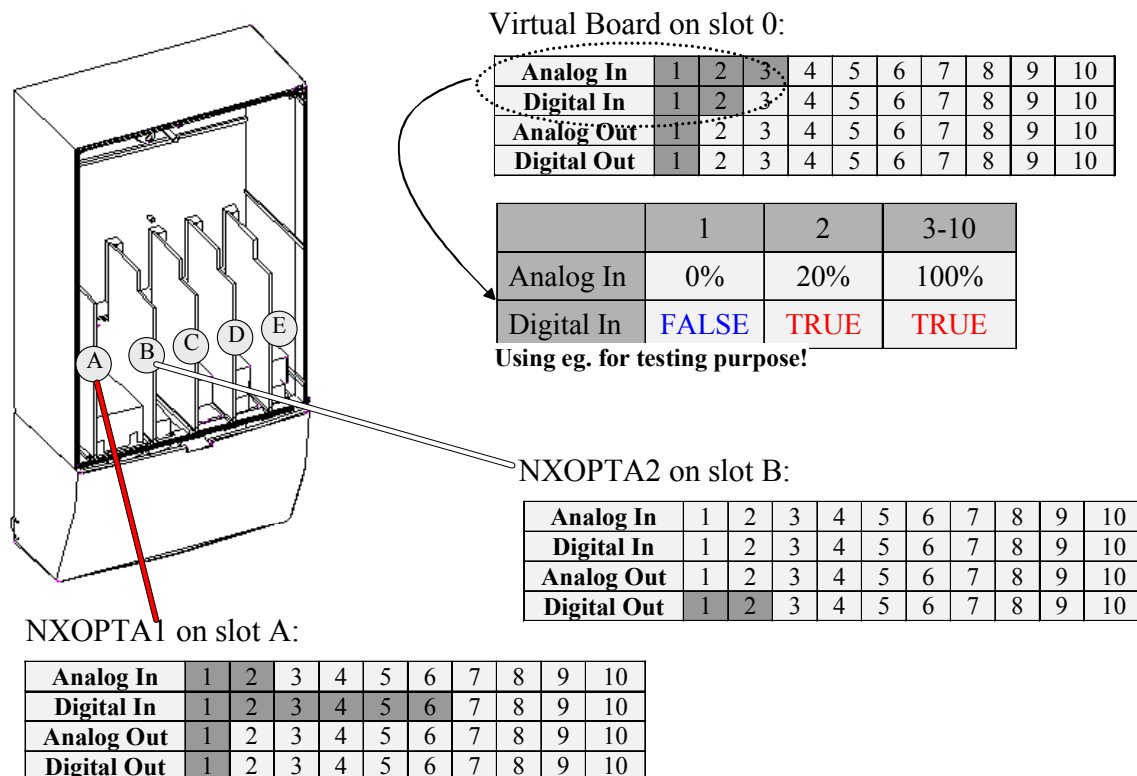 Virtual Board on slot 0:
Analog In 1 2 3 4 5 6 7 8 9 10
Digital In 1 2 3 4 5 6 7 8 9 10
Analog Out 1 2 3 4 5 6 7 8 9 10
Digital Out 1 2 3 4 5 6 7 8 9 10
1 2 3-10
Analog In 0% 20% 100%
Digital In FALSE TRUE TRUE
Using eg. for testing purpose!
A B C D E
NXOPTA2 on slot B:
Analog In 1 2 3 4 5 6 7 8 9 10
Digital In 1 2 3 4 5 6 7 8 9 10
Analog Out 1 2 3 4 5 6 7 8 9 10
Digital Out 1 2 3 4 5 6 7 8 9 10
NXOPTA1 on slot A:
Analog In 1 2 3 4 5 6 7 8 9 10
Digital In 1 2 3 4 5 6 7 8 9 10
Analog Out 1 2 3 4 5 6 7 8 9 10
Digital Out 1 2 3 4 5 6 7 8 9 10